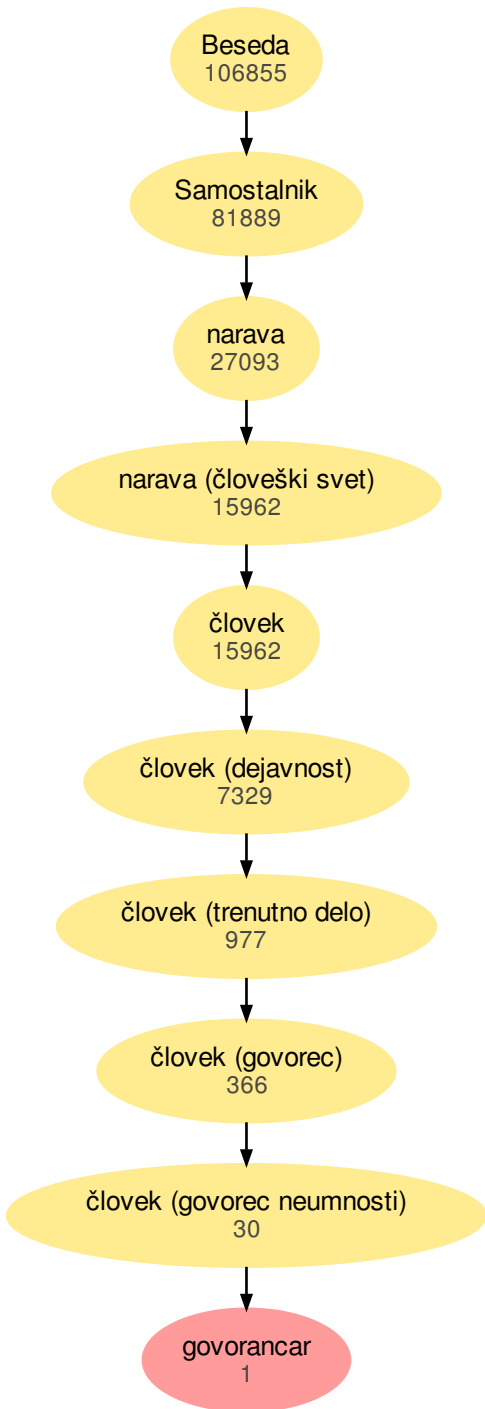 Beseda
106855
Samostalnik
81889
narava
27093
narava (človeški svet)
15962
človek
15962
človek (dejavnost)
7329
človek (trenutno delo)
977
človek (govorec)
366
človek (govorec neumnosti)
30
govorancar
1